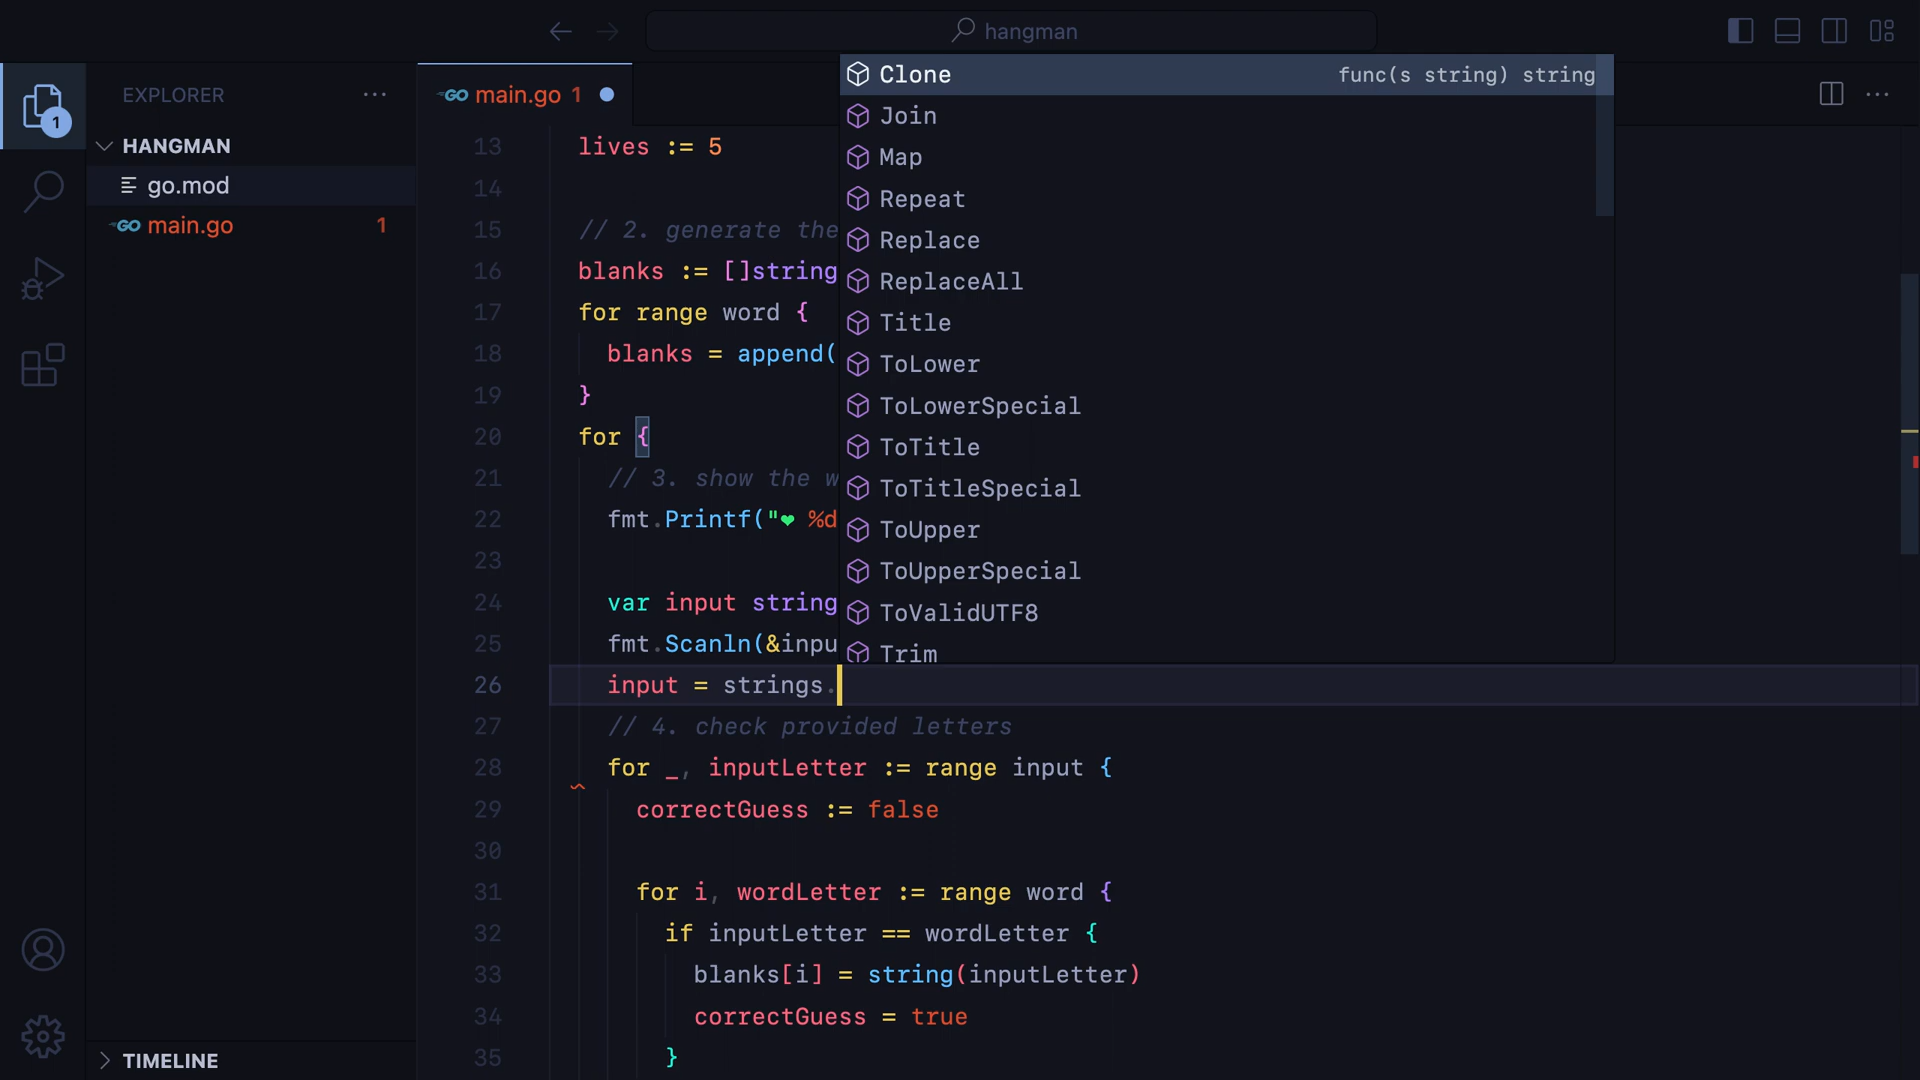 hangman
EXPLORER
HANGMAN
go.mod
GO main.go 1
TIMELINE
1
GO main.go 1
13 lives := 5
14
15 // 2. generate the
16 blanks := []string
17 for range word {
18 blanks = append(
19 }
20 for {
21 // 3. show the w
22 fmt.Printf("❤ %d
23
24 var input string
25 fmt.Scanln(&inpu
26 input = strings.
27 // 4. check provided letters
28 for _, inputLetter := range input {
29 correctGuess := false
30
31 for i, wordLetter := range word {
32 if inputLetter == wordLetter {
33 blanks[i] = string(inputLetter)
34 correctGuess = true
35 }
Clone func(s string) string
Join
Map
Repeat
Replace
ReplaceAll
Title
ToLower
ToLowerSpecial
ToTitle
ToTitleSpecial
ToUpper
ToUpperSpecial
ToValidUTF8
Trim